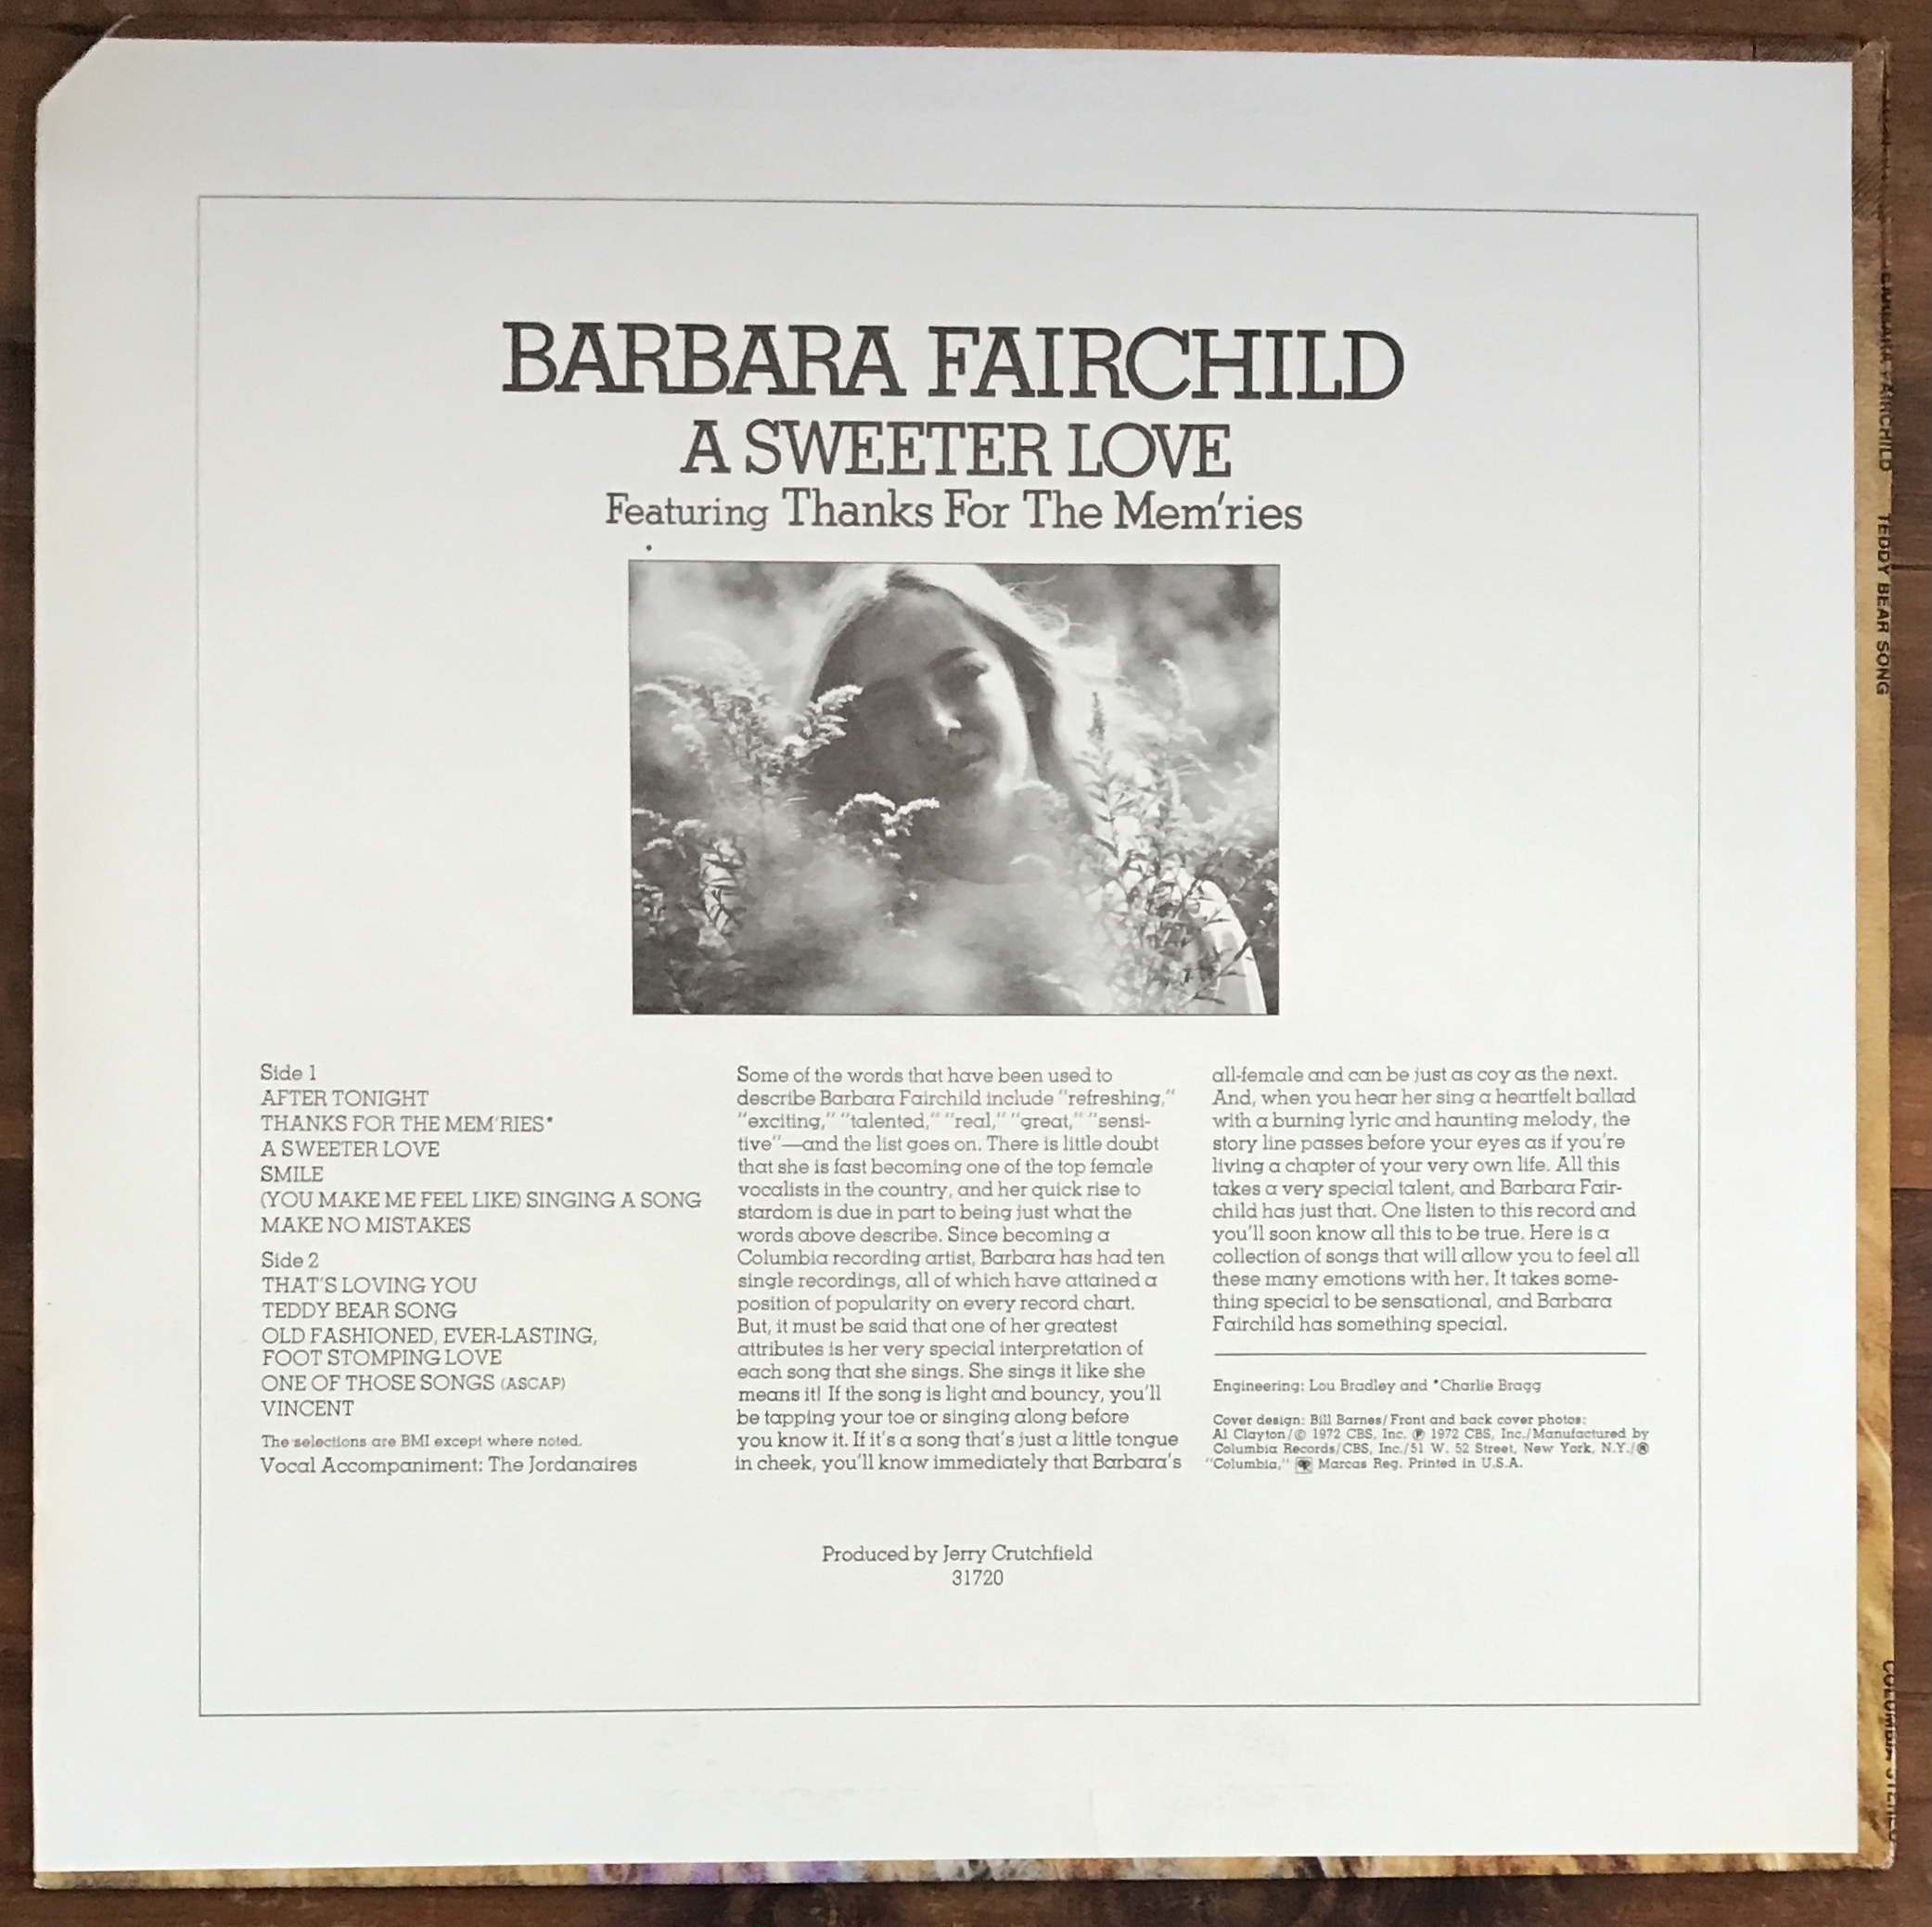 BARBARA FAIRCHILD
A SWEETER LOVE
Featuring Thanks For The Mem'ries
Side 1
AFTER TONIGHT
THANKS FOR THE MEM'RIES*
A SWEETER LOVE
SMILE
(YOU MAKE ME FEEL LIKE) SINGING A SONG
MAKE NO MISTAKES
Side 2
THAT'S LOVING YOU
TEDDY BEAR SONG
OLD FASHIONED, EVER-LASTING,
FOOT STOMPING LOVE
ONE OF THOSE SONGS (ASCAP)
VINCENT
The selections are BMI except where noted.
Vocal Accompaniment: The Jordanaires
Some of the words that have been used to
describe Barbara Fairchild include "refreshing,"
"exciting," "talented," "real," "great," "sensi-
tive"—and the list goes on. There is little doubt
that she is fast becoming one of the top female
vocalists in the country, and her quick rise to
stardom is due in part to being just what the
words above describe. Since becoming a
Columbia recording artist, Barbara has had ten
single recordings, all of which have attained a
position of popularity on every record chart.
But, it must be said that one of her greatest
attributes is her very special interpretation of
each song that she sings. She sings it like she
means it! If the song is light and bouncy, you'll
be tapping your toe or singing along before
you know it. If it's a song that's just a little tongue
in cheek, you'll know immediately that Barbara's
all-female and can be just as coy as the next.
And, when you hear her sing a heartfelt ballad
with a burning lyric and haunting melody, the
story line passes before your eyes as if you're
living a chapter of your very own life. All this
takes a very special talent, and Barbara Fair-
child has just that. One listen to this record and
you'll soon know all this to be true. Here is a
collection of songs that will allow you to feel all
these many emotions with her. It takes some-
thing special to be sensational, and Barbara
Fairchild has something special.
Engineering: Lou Bradley and *Charlie Bragg
Cover design: Bill Barnes/Front and back cover photos:
Al Clayton/© 1972 CBS, Inc. ℗ 1972 CBS, Inc./Manufactured by
Columbia Records/CBS, Inc./51 W. 52 Street, New York, N.Y./®
"Columbia," Marcas Reg. Printed in U.S.A.
Produced by Jerry Crutchfield
31720
BARBARA FAIRCHILD TEDDY BEAR SONG
COLUMBIA STEREO